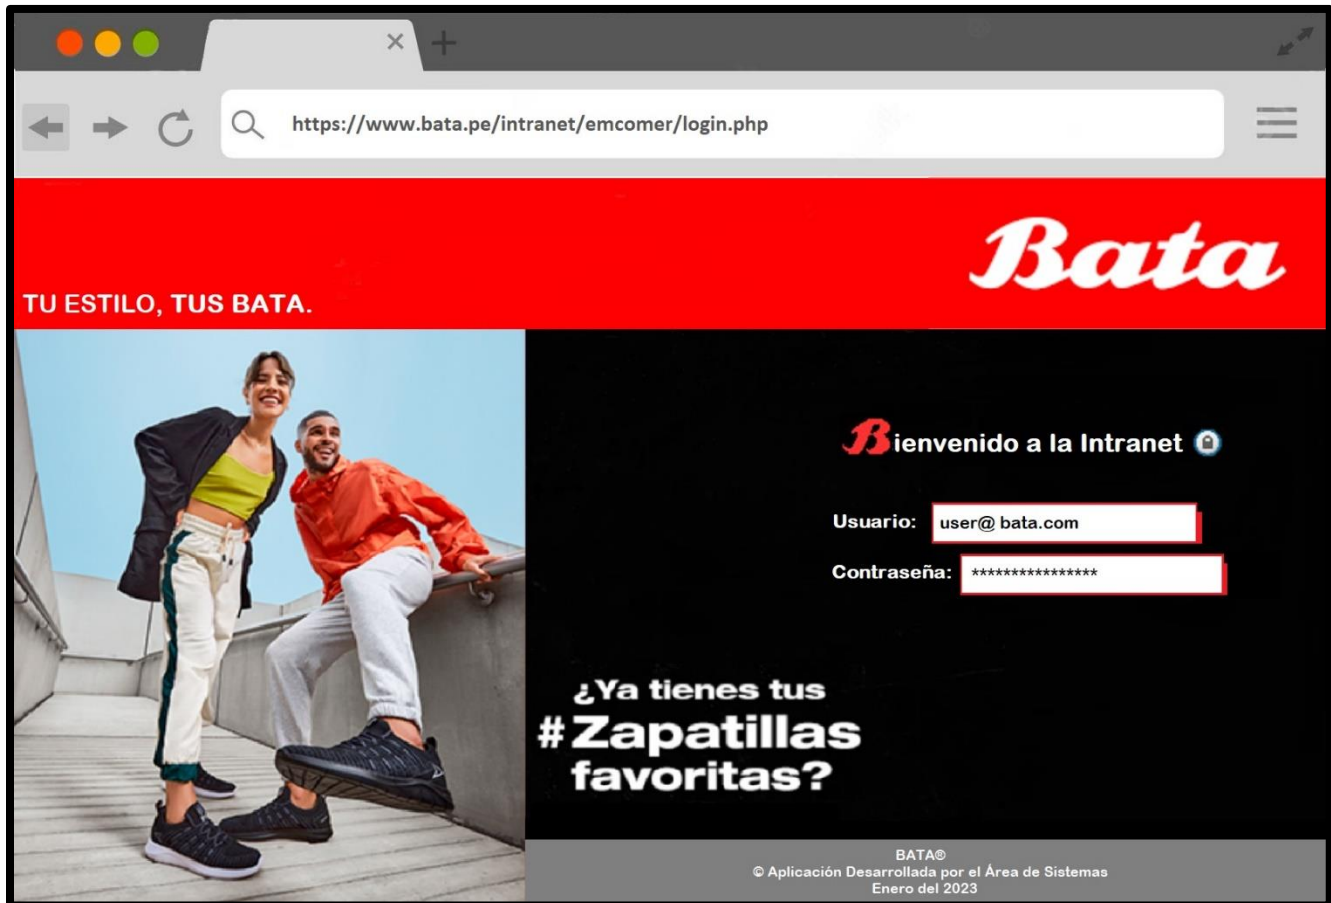 https://www.bata.pe/intranet/emcomer/login.php
Bata
TU ESTILO, TUS BATA.
Bienvenido a la Intranet
Usuario: user@ bata.com
Contraseña: ****************
¿Ya tienes tus
#Zapatillas
favoritas?
BATA®
© Aplicación Desarrollada por el Área de Sistemas
Enero del 2023